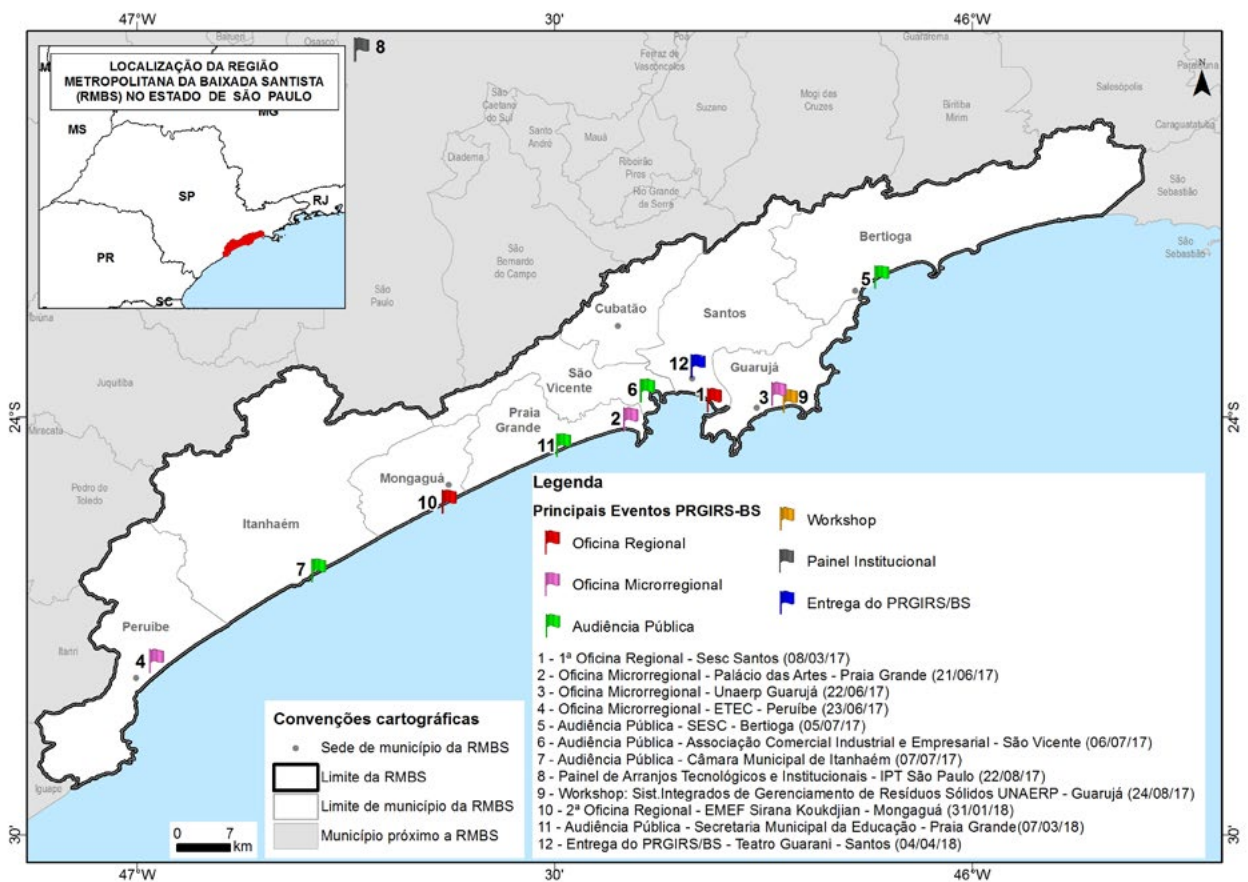 47°W
30'
46°W
LOCALIZAÇÃO DA REGIÃO
METROPOLITANA DA BAIXADA SANTISTA
(RMBS) NO ESTADO DE SÃO PAULO
MS
MG
SP
RJ
PR
SC
N
8
Barueri
Osasco
Poá
Ferraz de
Vasconcelos
Guararema
Salesópolis
São
Caetano
do Sul
Suzano
Mogi das
Cruzes
Biritiba
Mirim
Caraguatatuba
Santo
André
Mauá
Diadema
Ribeirão
Pires
Rio Grande
da Serra
São
Sebastião
São
Bernardo
do Campo
São
Paulo
São
Sebastião
Bertioga
5
Cubatão
Santos
12
Guarujá
Juquitiba
São
Vicente
6
1
3
9
24°S
24°S
Miracatu
Praia
Grande
2
11
Pedro de
Toledo
Mongaguá
10
Itanhaém
7
Peruíbe
Itariri
4
Iguape
Legenda
Principais Eventos PRGIRS-BS
Oficina Regional
Oficina Microrregional
Audiência Pública
Workshop
Painel Institucional
Entrega do PRGIRS/BS
1 - 1ª Oficina Regional - Sesc Santos (08/03/17)
2 - Oficina Microrregional - Palácio das Artes - Praia Grande (21/06/17)
3 - Oficina Microrregional - Unaerp Guarujá (22/06/17)
4 - Oficina Microrregional - ETEC - Peruíbe (23/06/17)
5 - Audiência Pública - SESC - Bertioga (05/07/17)
6 - Audiência Pública - Associação Comercial Industrial e Empresarial - São Vicente (06/07/17)
7 - Audiência Pública - Câmara Municipal de Itanhaém (07/07/17)
8 - Painel de Arranjos Tecnológicos e Institucionais - IPT São Paulo (22/08/17)
9 - Workshop: Sist.Integrados de Gerenciamento de Resíduos Sólidos UNAERP - Guarujá (24/08/17)
10 - 2ª Oficina Regional - EMEF Sirana Koukdjian - Mongaguá (31/01/18)
11 - Audiência Pública - Secretaria Municipal da Educação - Praia Grande(07/03/18)
12 - Entrega do PRGIRS/BS - Teatro Guarani - Santos (04/04/18)
Convenções cartográficas
Sede de município da RMBS
Limite da RMBS
Limite de município da RMBS
Município próximo a RMBS
0 7
km
30'
30'
47°W
30'
46°W